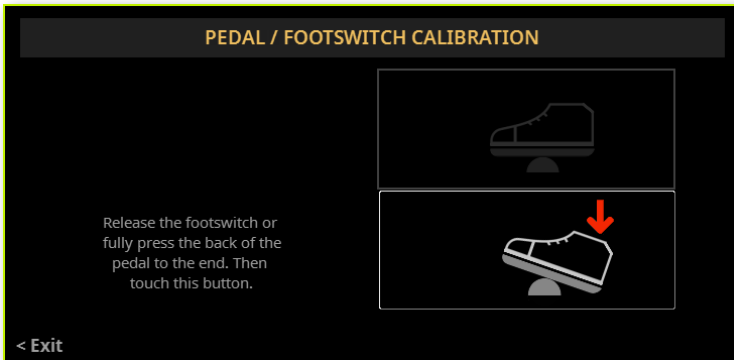 PEDAL / FOOTSWITCH CALIBRATION
Release the footswitch or
fully press the back of the
pedal to the end. Then
touch this button.
< Exit